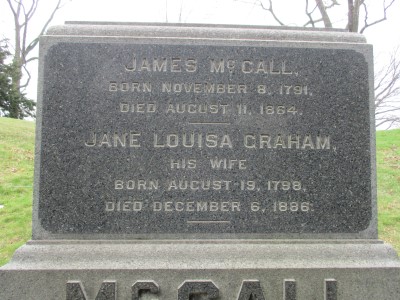 JAMES McCALL,
BORN NOVEMBER 8, 1791,
DIED AUGUST 11, 1864.
JANE LOUISA GRAHAM,
HIS WIFE
BORN AUGUST 19, 1798,
DIED DECEMBER 6, 1886.
McCALL